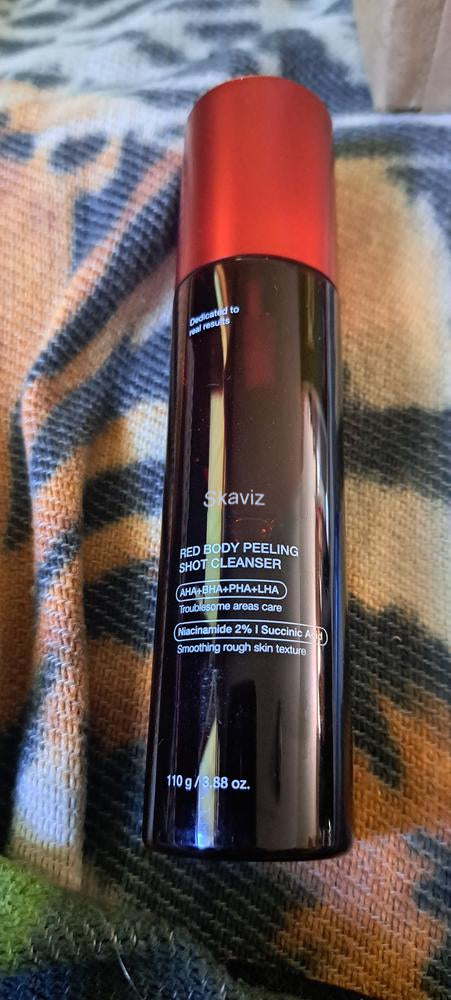 Dedicated to
real results
Skaviz
RED BODY PEELING
SHOT CLEANSER
AHA+BHA+PHA+LHA
Troublesome areas care
Niacinamide 2% I Succinic Acid
Smoothing rough skin texture
110 g / 3.88 oz.